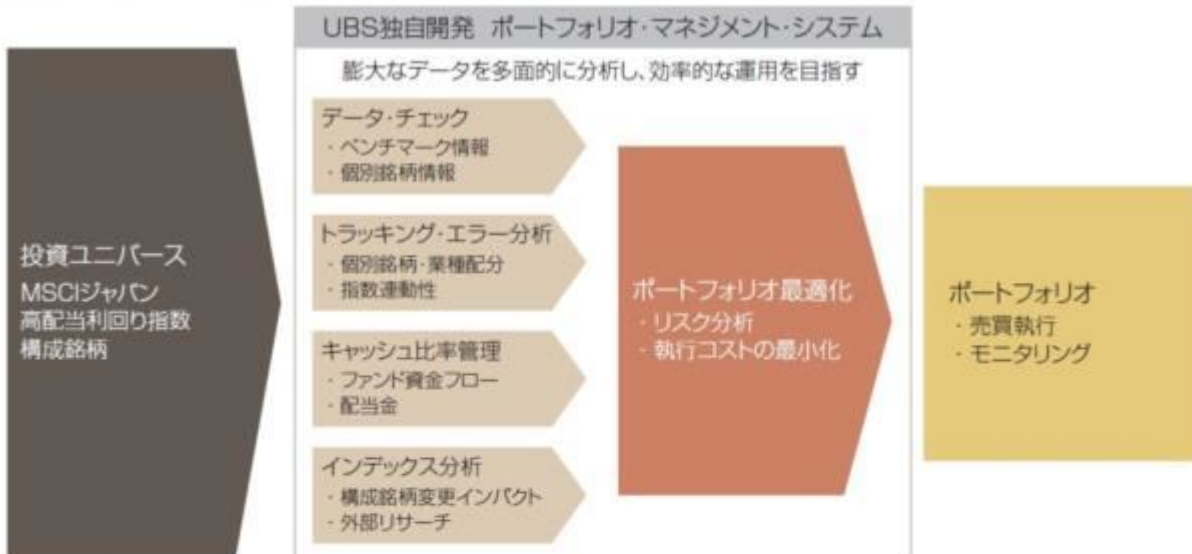 UBS独自開発 ポートフォリオ・マネジメント・システム
膨大なデータを多面的に分析し、効率的な運用を目指す
投資ユニバース
MSCIジャパン
高配当利回り指数
構成銘柄
データ・チェック
・ベンチマーク情報
・個別銘柄情報
トラッキング・エラー分析
・個別銘柄・業種配分
・指数連動性
キャッシュ比率管理
・ファンド資金フロー
・配当金
インデックス分析
・構成銘柄変更インパクト
・外部リサーチ
ポートフォリオ最適化
・リスク分析
・執行コストの最小化
ポートフォリオ
・売買執行
・モニタリング